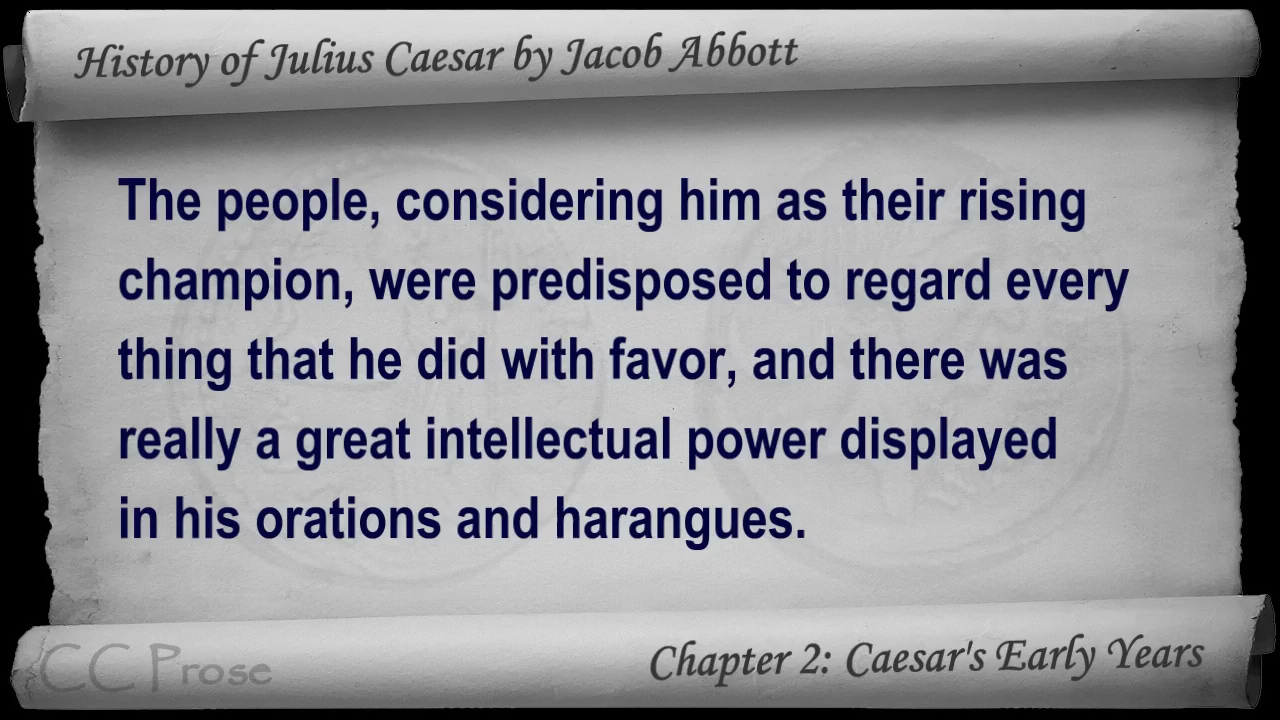 History of Julius Caesar by Jacob Abbott
The people, considering him as their rising
champion, were predisposed to regard every
thing that he did with favor, and there was
really a great intellectual power displayed
in his orations and harangues.
CC Prose
Chapter 2: Caesar's Early Years